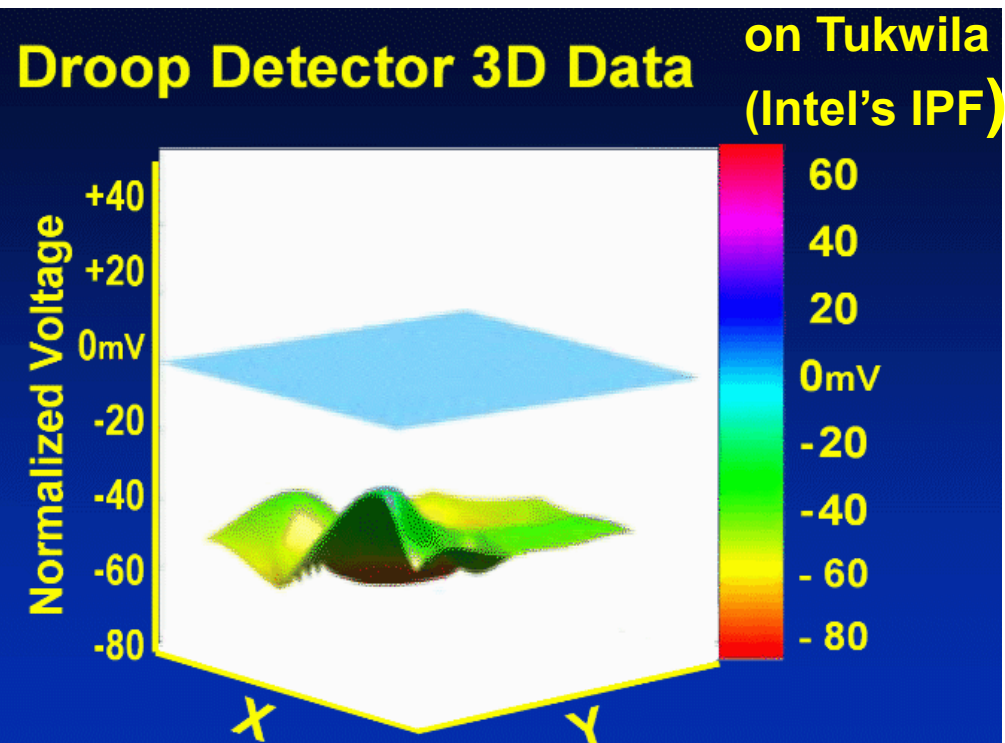 Droop Detector 3D Data
on Tukwila
(Intel's IPF)
Normalized Voltage
+40
+20
0mV
-20
-40
-60
-80
X
Y
60
40
20
0mV
-20
-40
- 60
- 80